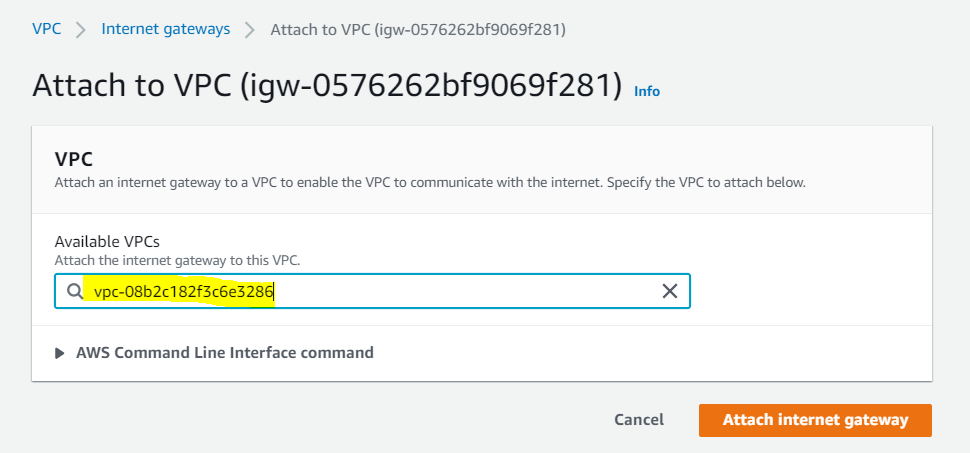 VPC > Internet gateways > Attach to VPC (igw-0576262bf9069f281)
Attach to VPC (igw-0576262bf9069f281) Info
VPC
Attach an internet gateway to a VPC to enable the VPC to communicate with the internet. Specify the VPC to attach below.
Available VPCs
Attach the internet gateway to this VPC.
vpc-08b2c182f3c6e3286
AWS Command Line Interface command
Cancel Attach internet gateway